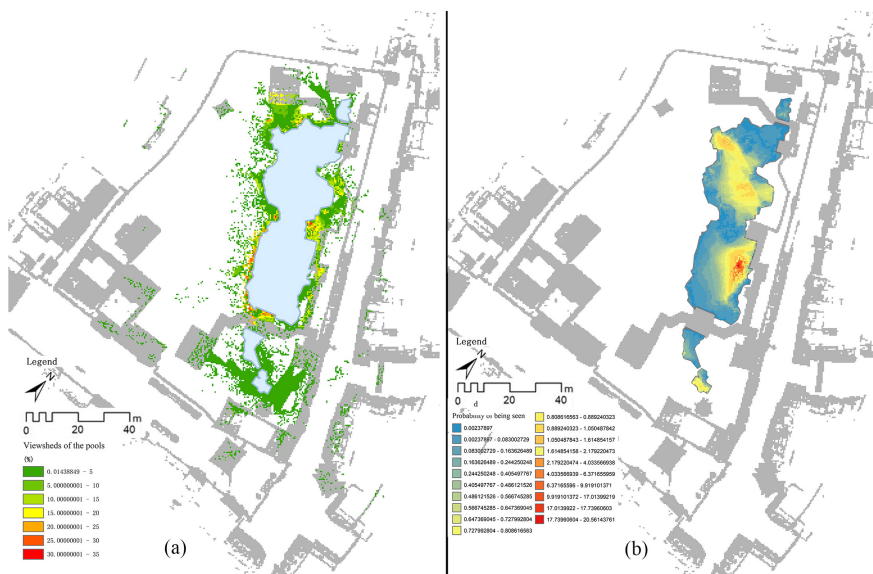 Legend
N
0 20 40 m
Viewsheds of the pools
(%)
0.01438849 - 5
5.00000001 - 10
10.00000001 - 15
15.00000001 - 20
20.00000001 - 25
25.00000001 - 30
30.00000001 - 35
(a)
Legend
N
0 20 40 m
d
Probability of being seen
0.00237897
0.00237897 - 0.083002729
0.083002729 - 0.163626489
0.163626489 - 0.244250248
0.244250248 - 0.405497767
0.405497767 - 0.486121526
0.486121526 - 0.566745285
0.566745285 - 0.647369045
0.647369045 - 0.727992804
0.727992804 - 0.808616563
0.808616563 - 0.889240323
0.889240323 - 1.050487842
1.050487843 - 1.614854157
1.614854158 - 2.179220473
2.179220474 - 4.033566938
4.033566939 - 6.371655959
6.37165596 - 9.919101371
9.919101372 - 17.01399219
17.0139922 - 17.73960603
17.73960604 - 20.56143761
(b)